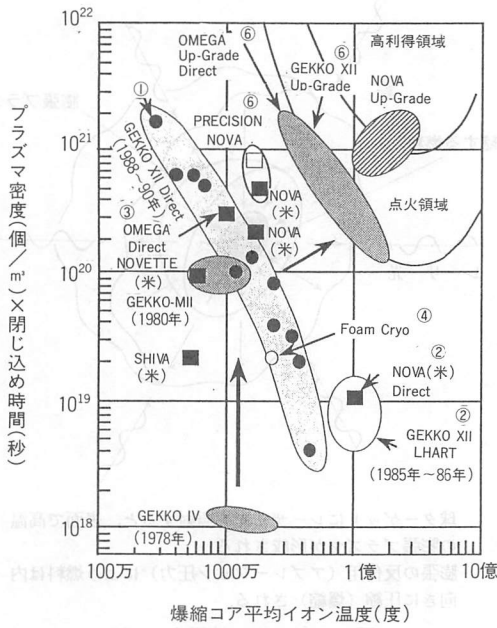 10²²
10²¹
10²⁰
10¹⁹
10¹⁸
プラズマ密度(個/㎥)×閉じ込め時間(秒)
⑥
OMEGA
Up-Grade
Direct
⑥
GEKKO XII
Up-Grade
高利得領域
NOVA
Up-Grade
①
GEKKO XII Direct
(1988〜90年)
⑥
PRECISION
NOVA
NOVA
(米)
NOVA
(米)
点火領域
③
OMEGA
Direct
NOVETTE
(米)
GEKKO-MII
(1980年)
SHIVA
(米)
④
Foam Cryo
②
NOVA(米)
Direct
②
GEKKO XII
LHART
(1985年〜86年)
GEKKO IV
(1978年)
100万
1000万
1億
10億
爆縮コア平均イオン温度(度)